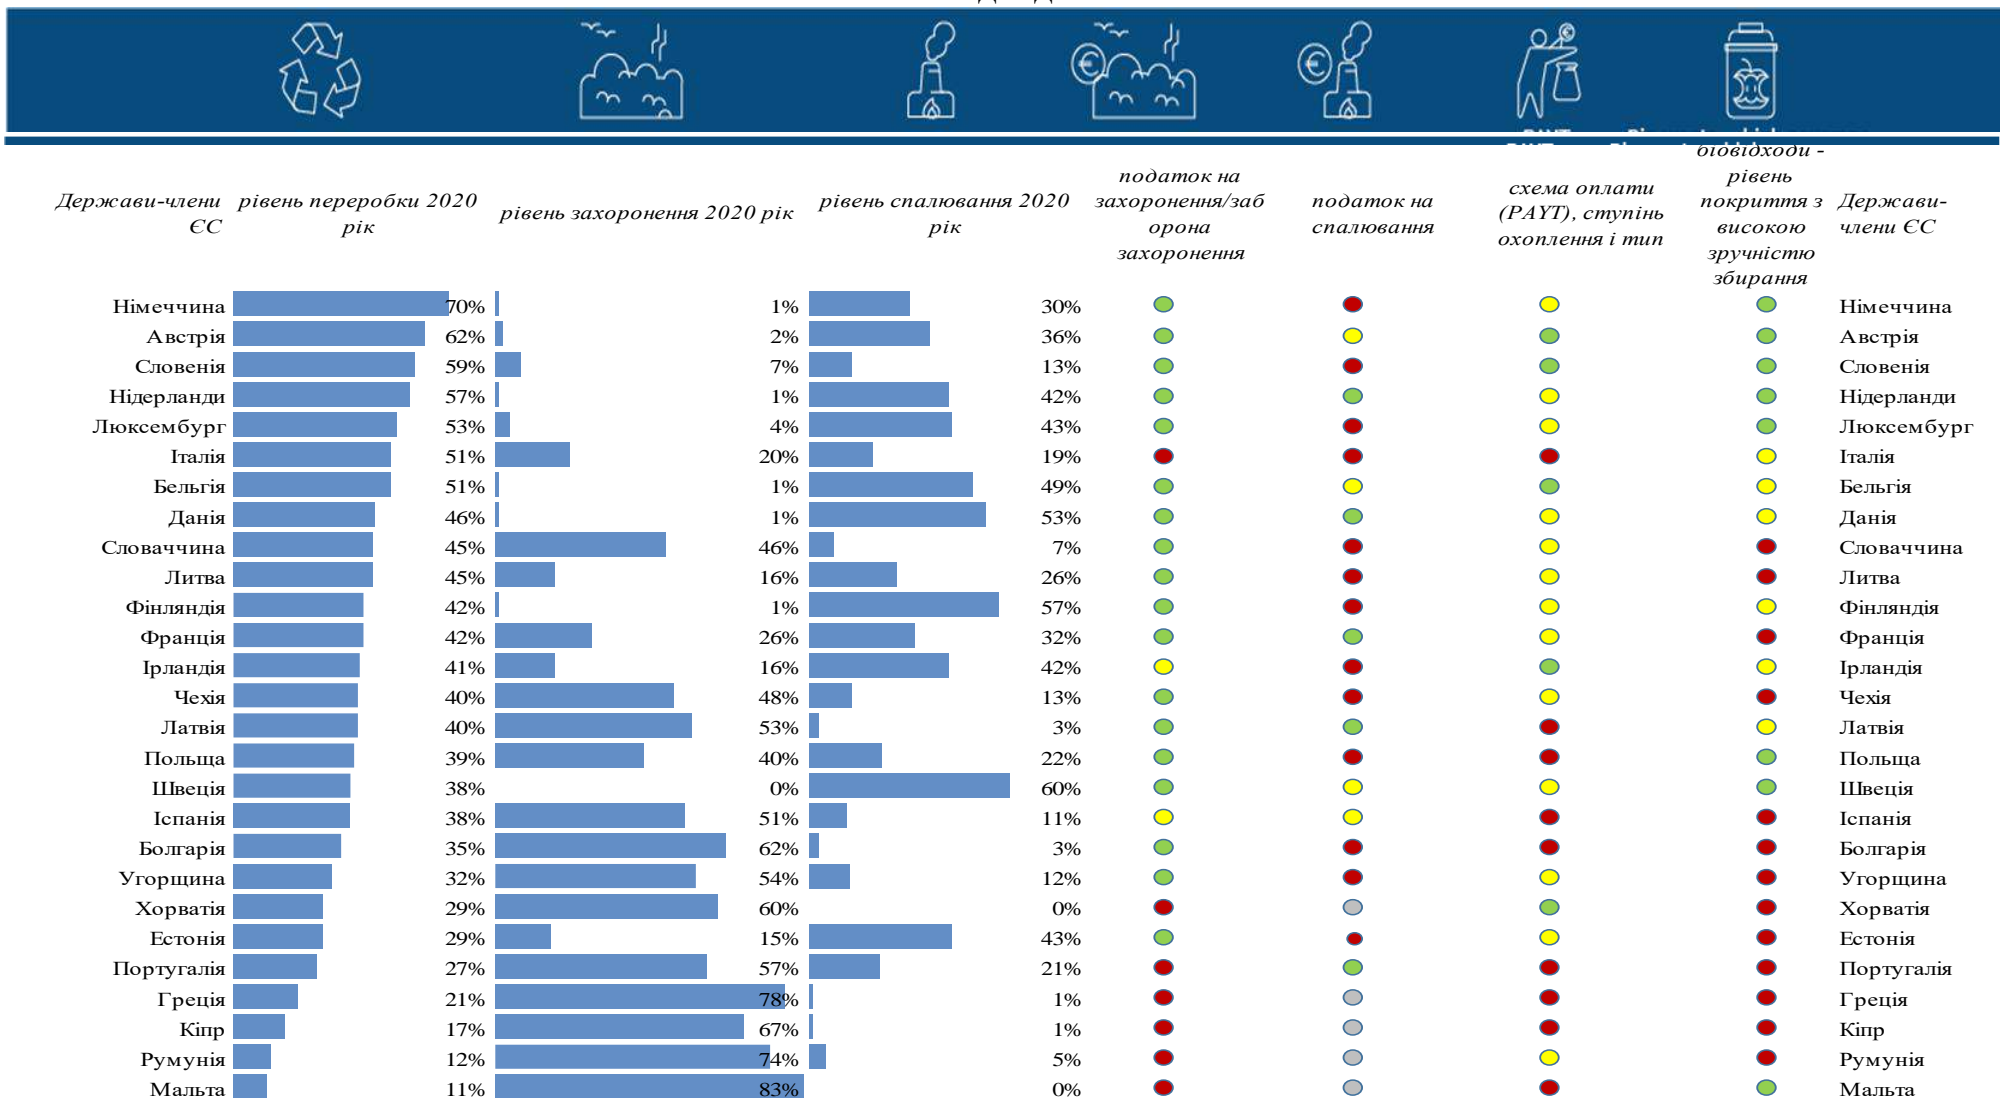 Держави-члени ЄС
рівень переробки 2020 рік
рівень захоронення 2020 рік
рівень спалювання 2020 рік
податок на захоронення/заб орона захоронення
податок на спалювання
схема оплати (PAYT), ступінь охоплення і тип
біовідходи - рівень покриття з високою зручністю збирання
Держави-члени ЄС
Німеччина 70% 1% 30% Німеччина
Австрія 62% 2% 36% Австрія
Словенія 59% 7% 13% Словенія
Нідерланди 57% 1% 42% Нідерланди
Люксембург 53% 4% 43% Люксембург
Італія 51% 20% 19% Італія
Бельгія 51% 1% 49% Бельгія
Данія 46% 1% 53% Данія
Словаччина 45% 46% 7% Словаччина
Литва 45% 16% 26% Литва
Фінляндія 42% 1% 57% Фінляндія
Франція 42% 26% 32% Франція
Ірландія 41% 16% 42% Ірландія
Чехія 40% 48% 13% Чехія
Латвія 40% 53% 3% Латвія
Польща 39% 40% 22% Польща
Швеція 38% 0% 60% Швеція
Іспанія 38% 51% 11% Іспанія
Болгарія 35% 62% 3% Болгарія
Угорщина 32% 54% 12% Угорщина
Хорватія 29% 60% 0% Хорватія
Естонія 29% 15% 43% Естонія
Португалія 27% 57% 21% Португалія
Греція 21% 78% 1% Греція
Кіпр 17% 67% 1% Кіпр
Румунія 12% 74% 5% Румунія
Мальта 11% 83% 0% Мальта